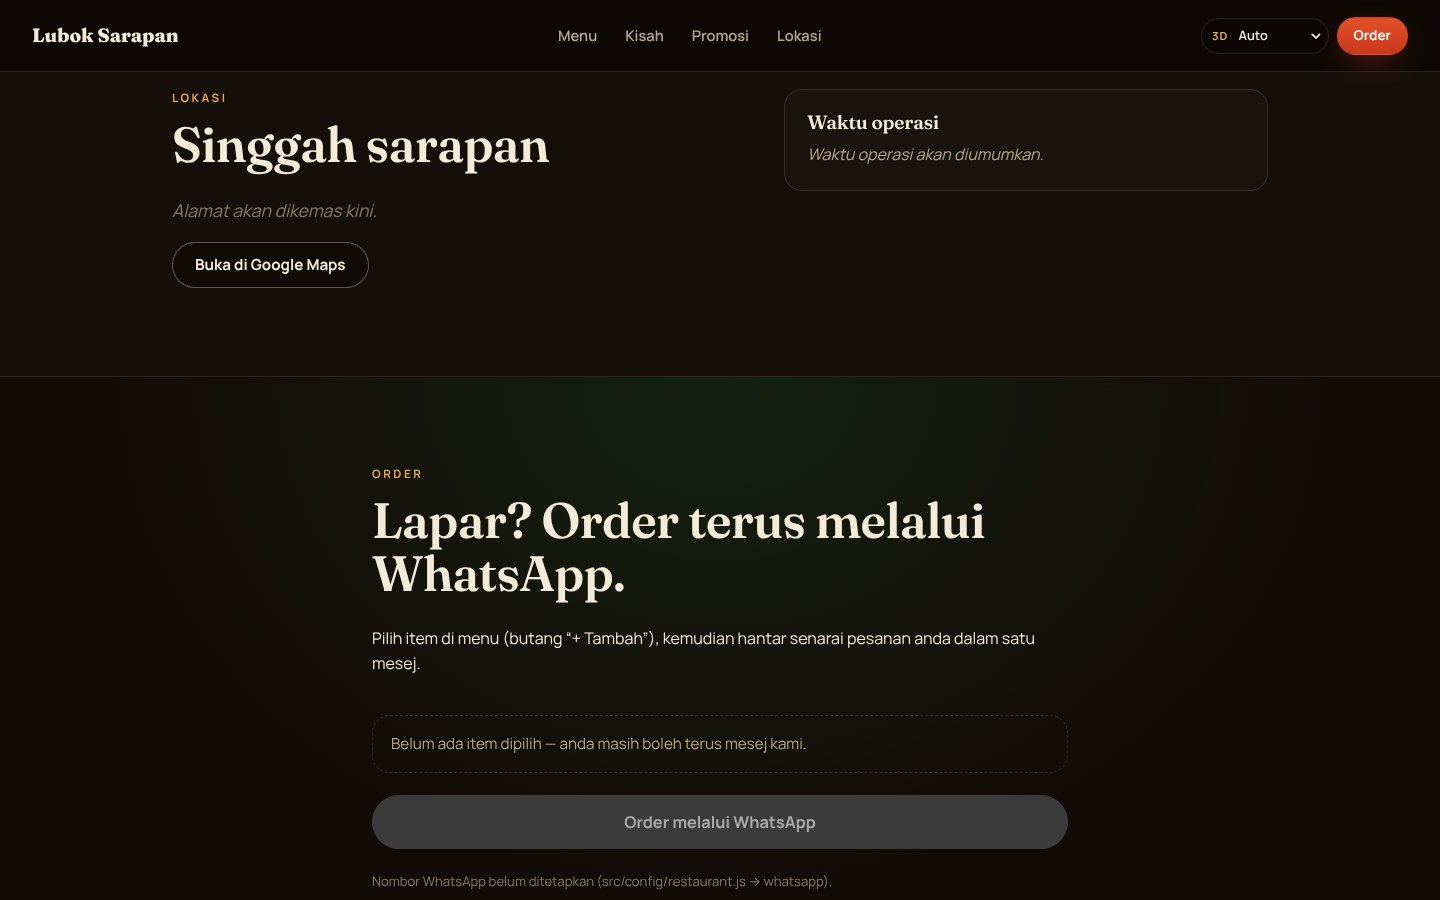 Lubok Sarapan
Menu
Kisah
Promosi
Lokasi
3D
Auto
Order
LOKASI
Singgah sarapan
Alamat akan dikemas kini.
Buka di Google Maps
Waktu operasi
Waktu operasi akan diumumkan.
ORDER
Lapar? Order terus melalui
WhatsApp.
Pilih item di menu (butang “+ Tambah”), kemudian hantar senarai pesanan anda dalam satu
mesej.
Belum ada item dipilih — anda masih boleh terus mesej kami.
Order melalui WhatsApp
Nombor WhatsApp belum ditetapkan (src/config/restaurant.js → whatsapp).